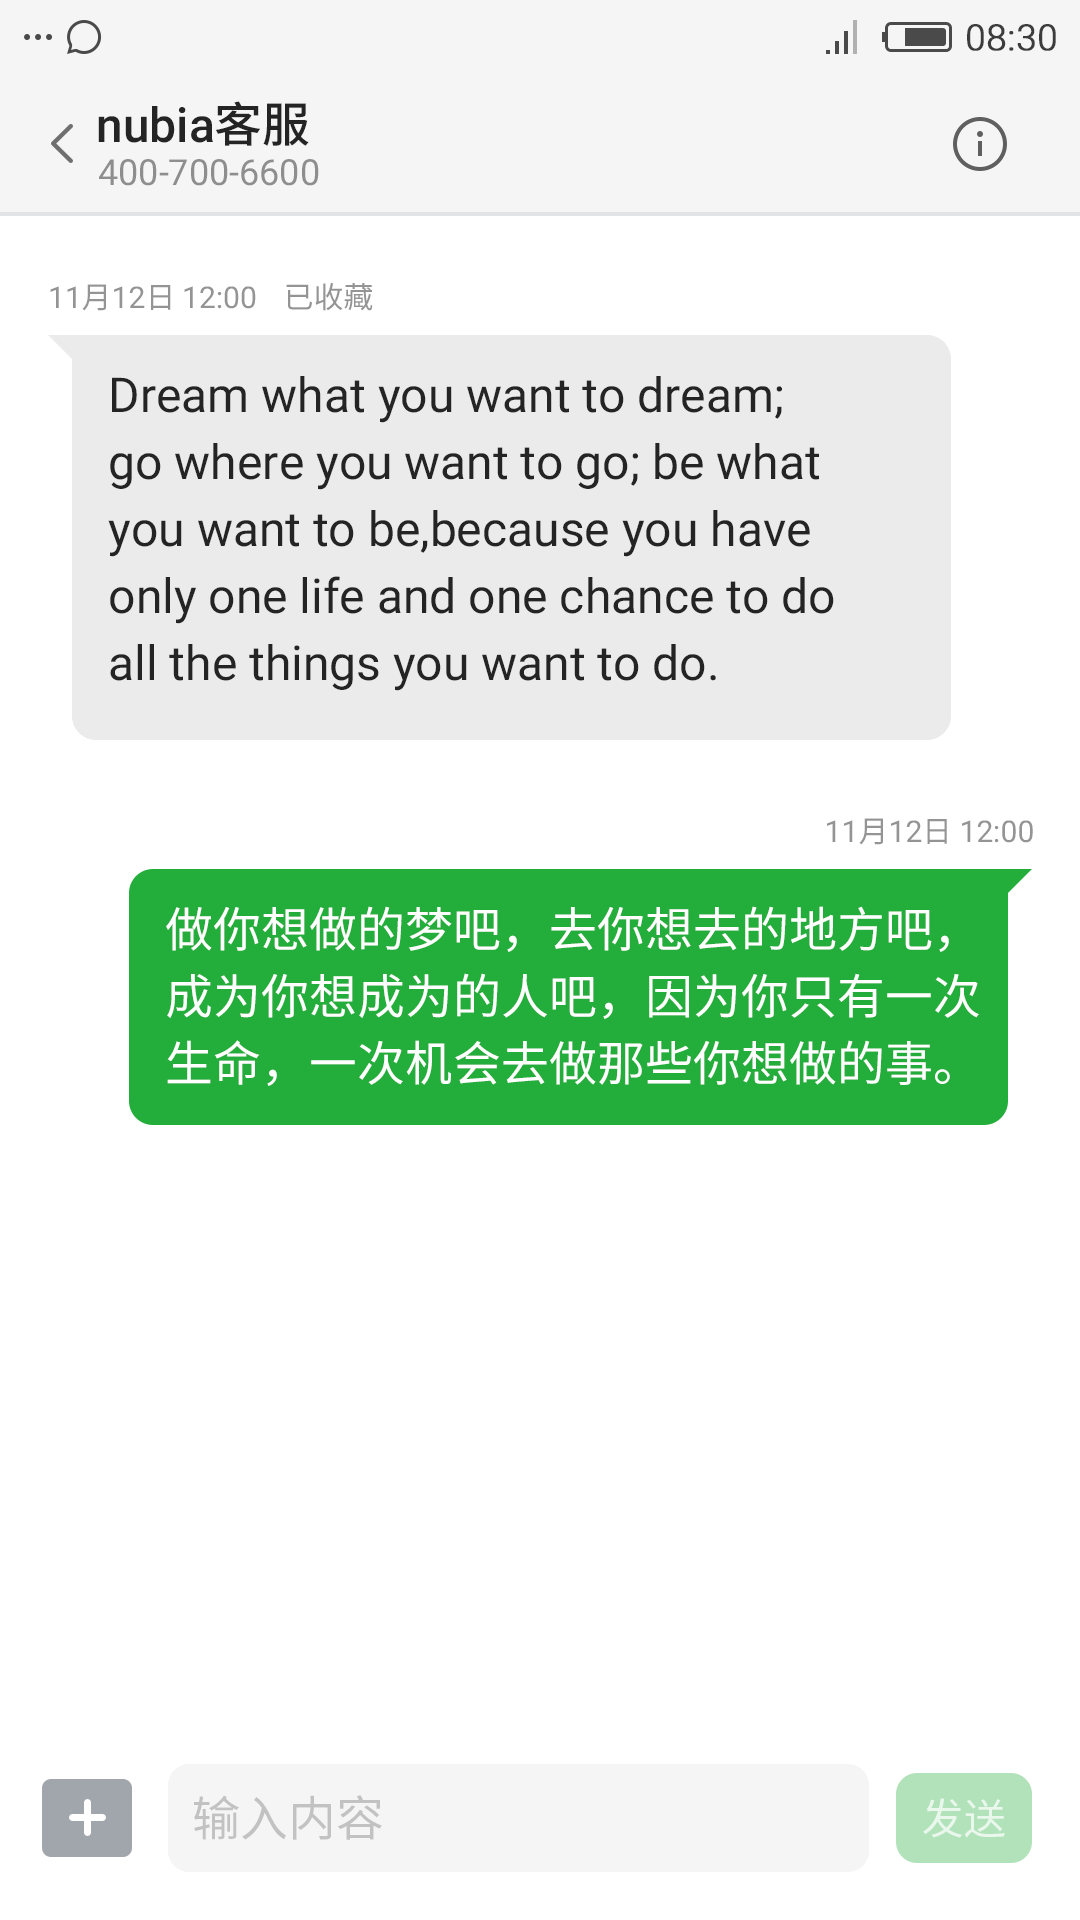 08:30
nubia客服
400-700-6600
11月12日 12:00 已收藏
Dream what you want to dream;
go where you want to go; be what
you want to be,because you have
only one life and one chance to do
all the things you want to do.
11月12日 12:00
做你想做的梦吧，去你想去的地方吧，
成为你想成为的人吧，因为你只有一次
生命，一次机会去做那些你想做的事。
输入内容
发送